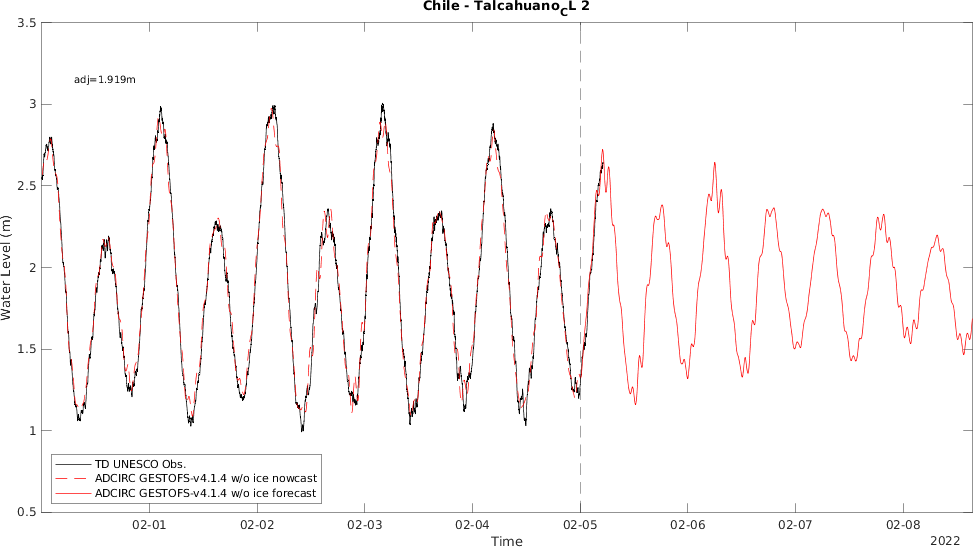 Chile - Talcahuano_CL 2
3.5
adj=1.919m
3
2.5
2
1.5
1
0.5
Water Level (m)
TD UNESCO Obs.
ADCIRC GESTOFS-v4.1.4 w/o ice nowcast
ADCIRC GESTOFS-v4.1.4 w/o ice forecast
02-01 02-02 02-03 02-04 02-05 02-06 02-07 02-08
Time
2022